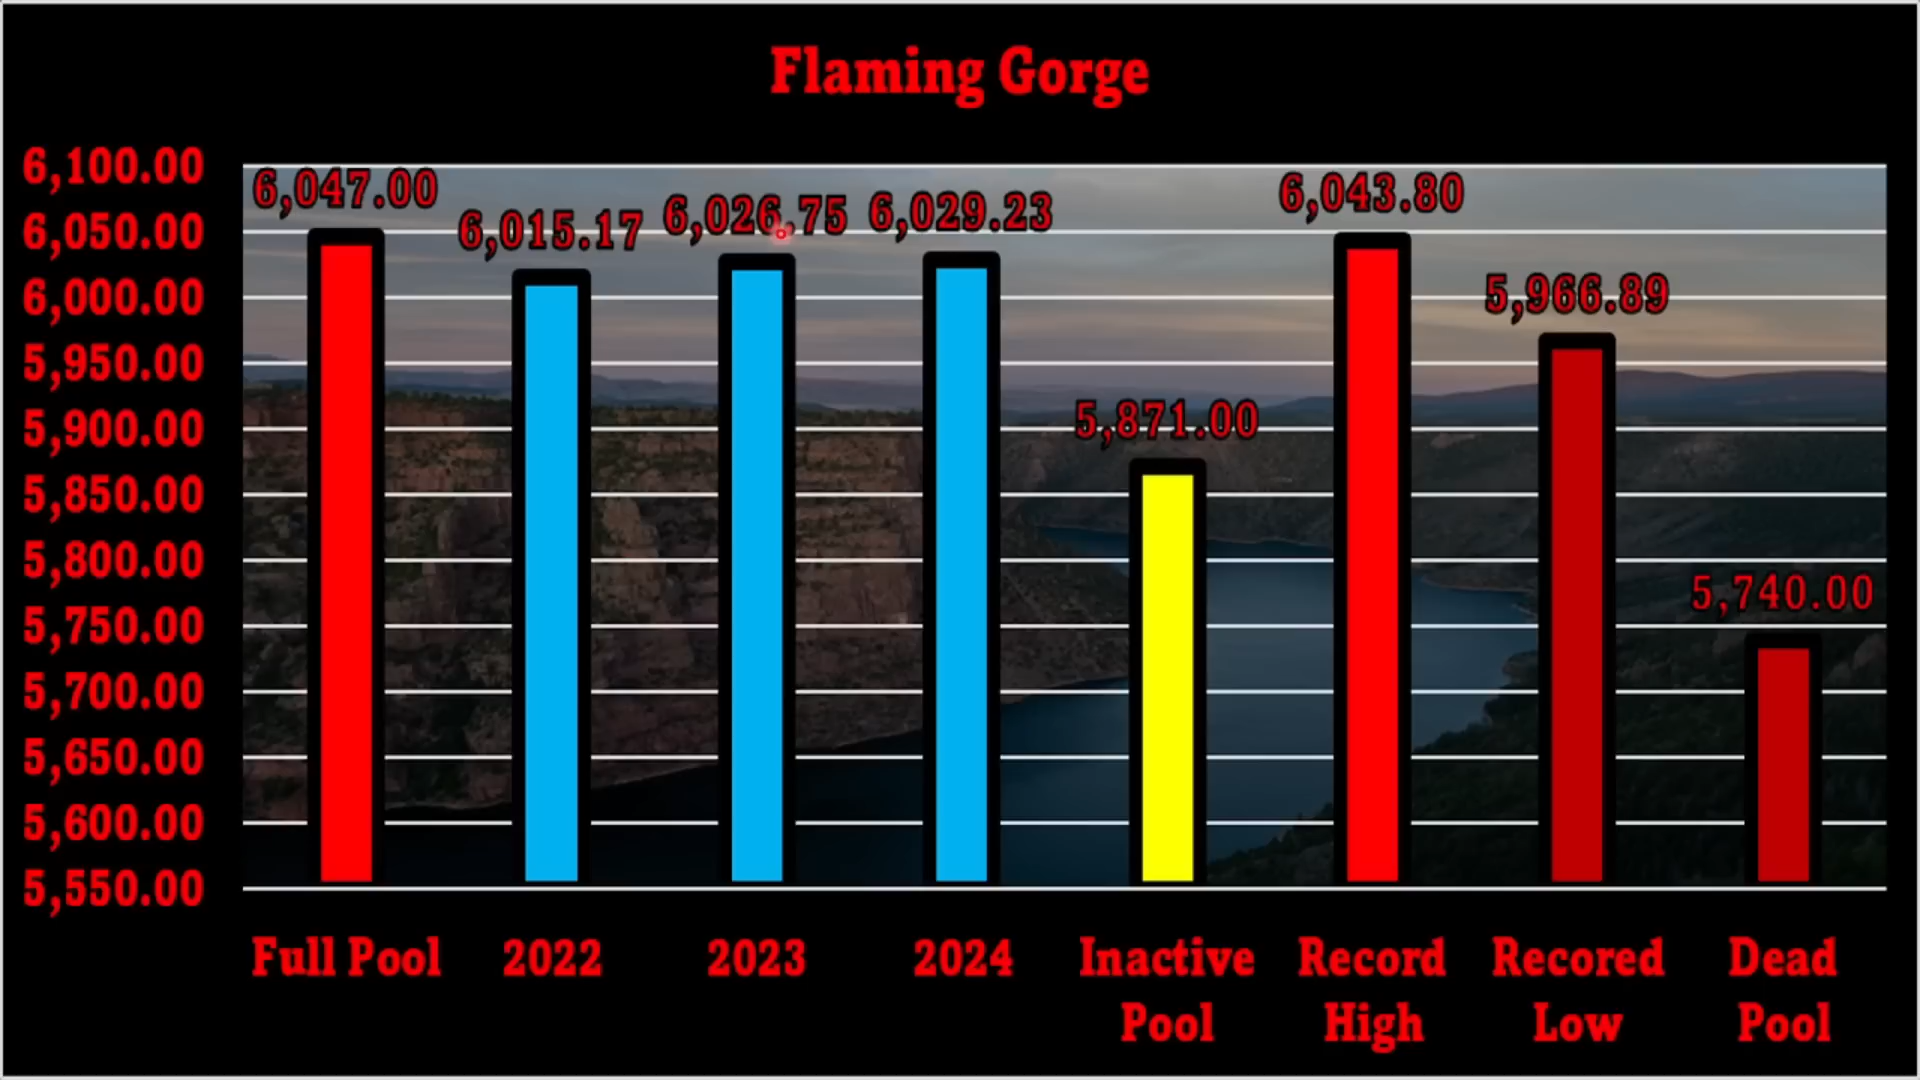 Flaming Gorge
6,100.00
6,050.00
6,000.00
5,950.00
5,900.00
5,850.00
5,800.00
5,750.00
5,700.00
5,650.00
5,600.00
5,550.00
6,047.00
6,015.17
6,026.75
6,029.23
5,871.00
6,043.80
5,966.89
5,740.00
Full Pool
2022
2023
2024
Inactive
Pool
Record
High
Recored
Low
Dead
Pool